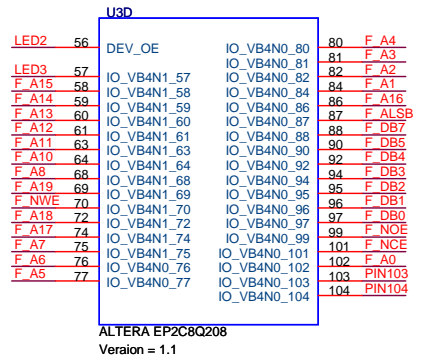 U3D
LED2 56 DEV_OE
LED3 57 IO_VB4N1_57
F_A15 58 IO_VB4N1_58
F_A14 59 IO_VB4N1_59
F_A13 60 IO_VB4N1_60
F_A12 61 IO_VB4N1_61
F_A11 63 IO_VB4N1_63
F_A10 64 IO_VB4N1_64
F_A8 68 IO_VB4N1_68
F_A19 69 IO_VB4N1_69
F_NWE 70 IO_VB4N1_70
F_A18 72 IO_VB4N1_72
F_A17 74 IO_VB4N1_74
F_A7 75 IO_VB4N1_75
F_A6 76 IO_VB4N0_76
F_A5 77 IO_VB4N0_77
IO_VB4N0_80 80 F_A4
IO_VB4N0_81 81 F_A3
IO_VB4N0_82 82 F_A2
IO_VB4N0_84 84 F_A1
IO_VB4N0_86 86 F_A16
IO_VB4N0_87 87 F_ALSB
IO_VB4N0_88 88 F_DB7
IO_VB4N0_90 90 F_DB5
IO_VB4N0_92 92 F_DB4
IO_VB4N0_94 94 F_DB3
IO_VB4N0_95 95 F_DB2
IO_VB4N0_96 96 F_DB1
IO_VB4N0_97 97 F_DB0
IO_VB4N0_99 99 F_NOE
IO_VB4N0_101 101 F_NCE
IO_VB4N0_102 102 F_A0
IO_VB4N0_103 103 PIN103
IO_VB4N0_104 104 PIN104
ALTERA EP2C8Q208
Veraion = 1.1